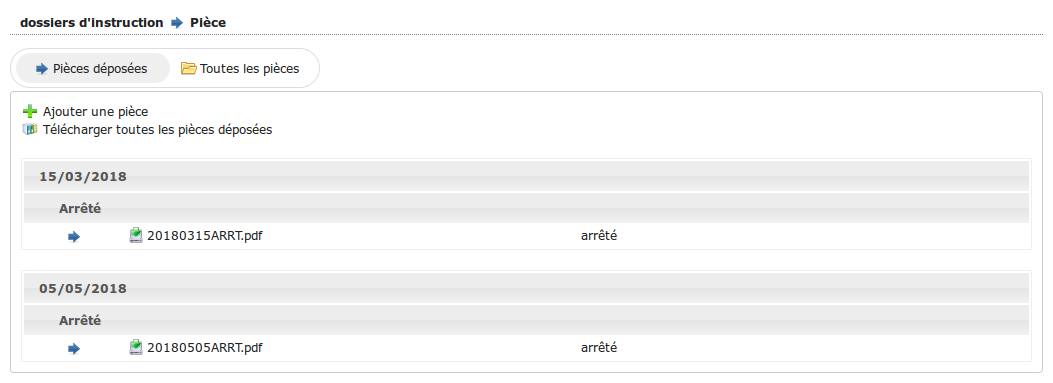 dossiers d'instruction Pièce
Pièces déposées Toutes les pièces
Ajouter une pièce
Télécharger toutes les pièces déposées
15/03/2018
Arrêté
20180315ARRT.pdf arrêté
05/05/2018
Arrêté
20180505ARRT.pdf arrêté